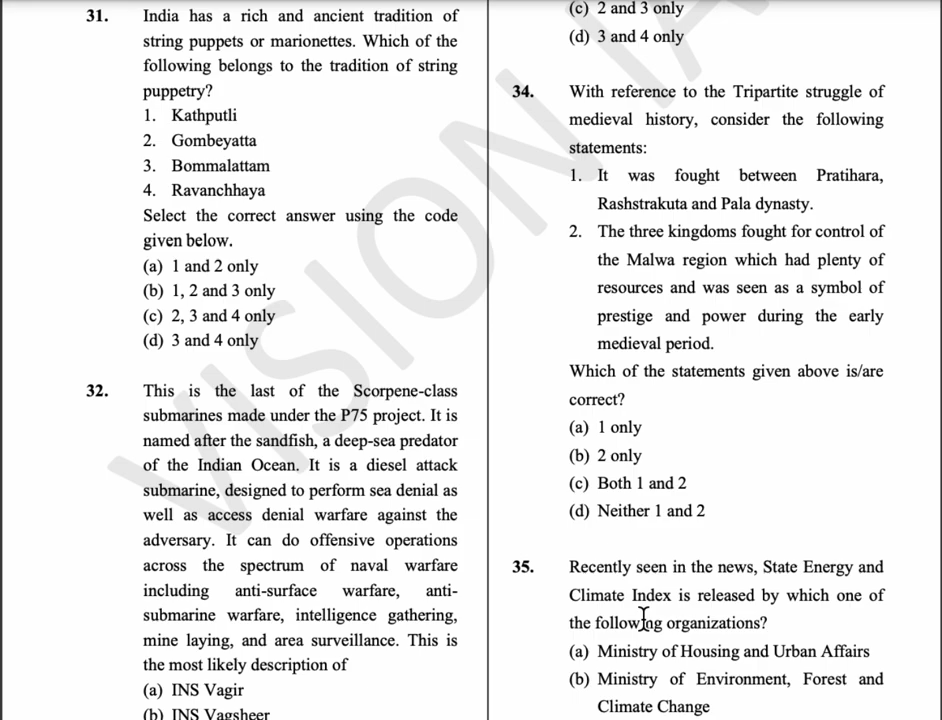 31. India has a rich and ancient tradition of
string puppets or marionettes. Which of the
following belongs to the tradition of string
puppetry?
1. Kathputli
2. Gombeyatta
3. Bommalattam
4. Ravanchhaya
Select the correct answer using the code
given below.
(a) 1 and 2 only
(b) 1, 2 and 3 only
(c) 2, 3 and 4 only
(d) 3 and 4 only
32. This is the last of the Scorpene-class
submarines made under the P75 project. It is
named after the sandfish, a deep-sea predator
of the Indian Ocean. It is a diesel attack
submarine, designed to perform sea denial as
well as access denial warfare against the
adversary. It can do offensive operations
across the spectrum of naval warfare
including anti-surface warfare, anti-
submarine warfare, intelligence gathering,
mine laying, and area surveillance. This is
the most likely description of
(a) INS Vagir
(b) INS Vagsheer
(c) 2 and 3 only
(d) 3 and 4 only
34. With reference to the Tripartite struggle of
medieval history, consider the following
statements:
1. It was fought between Pratihara,
Rashstrakuta and Pala dynasty.
2. The three kingdoms fought for control of
the Malwa region which had plenty of
resources and was seen as a symbol of
prestige and power during the early
medieval period.
Which of the statements given above is/are
correct?
(a) 1 only
(b) 2 only
(c) Both 1 and 2
(d) Neither 1 and 2
35. Recently seen in the news, State Energy and
Climate Index is released by which one of
the following organizations?
(a) Ministry of Housing and Urban Affairs
(b) Ministry of Environment, Forest and
Climate Change
VISION IA